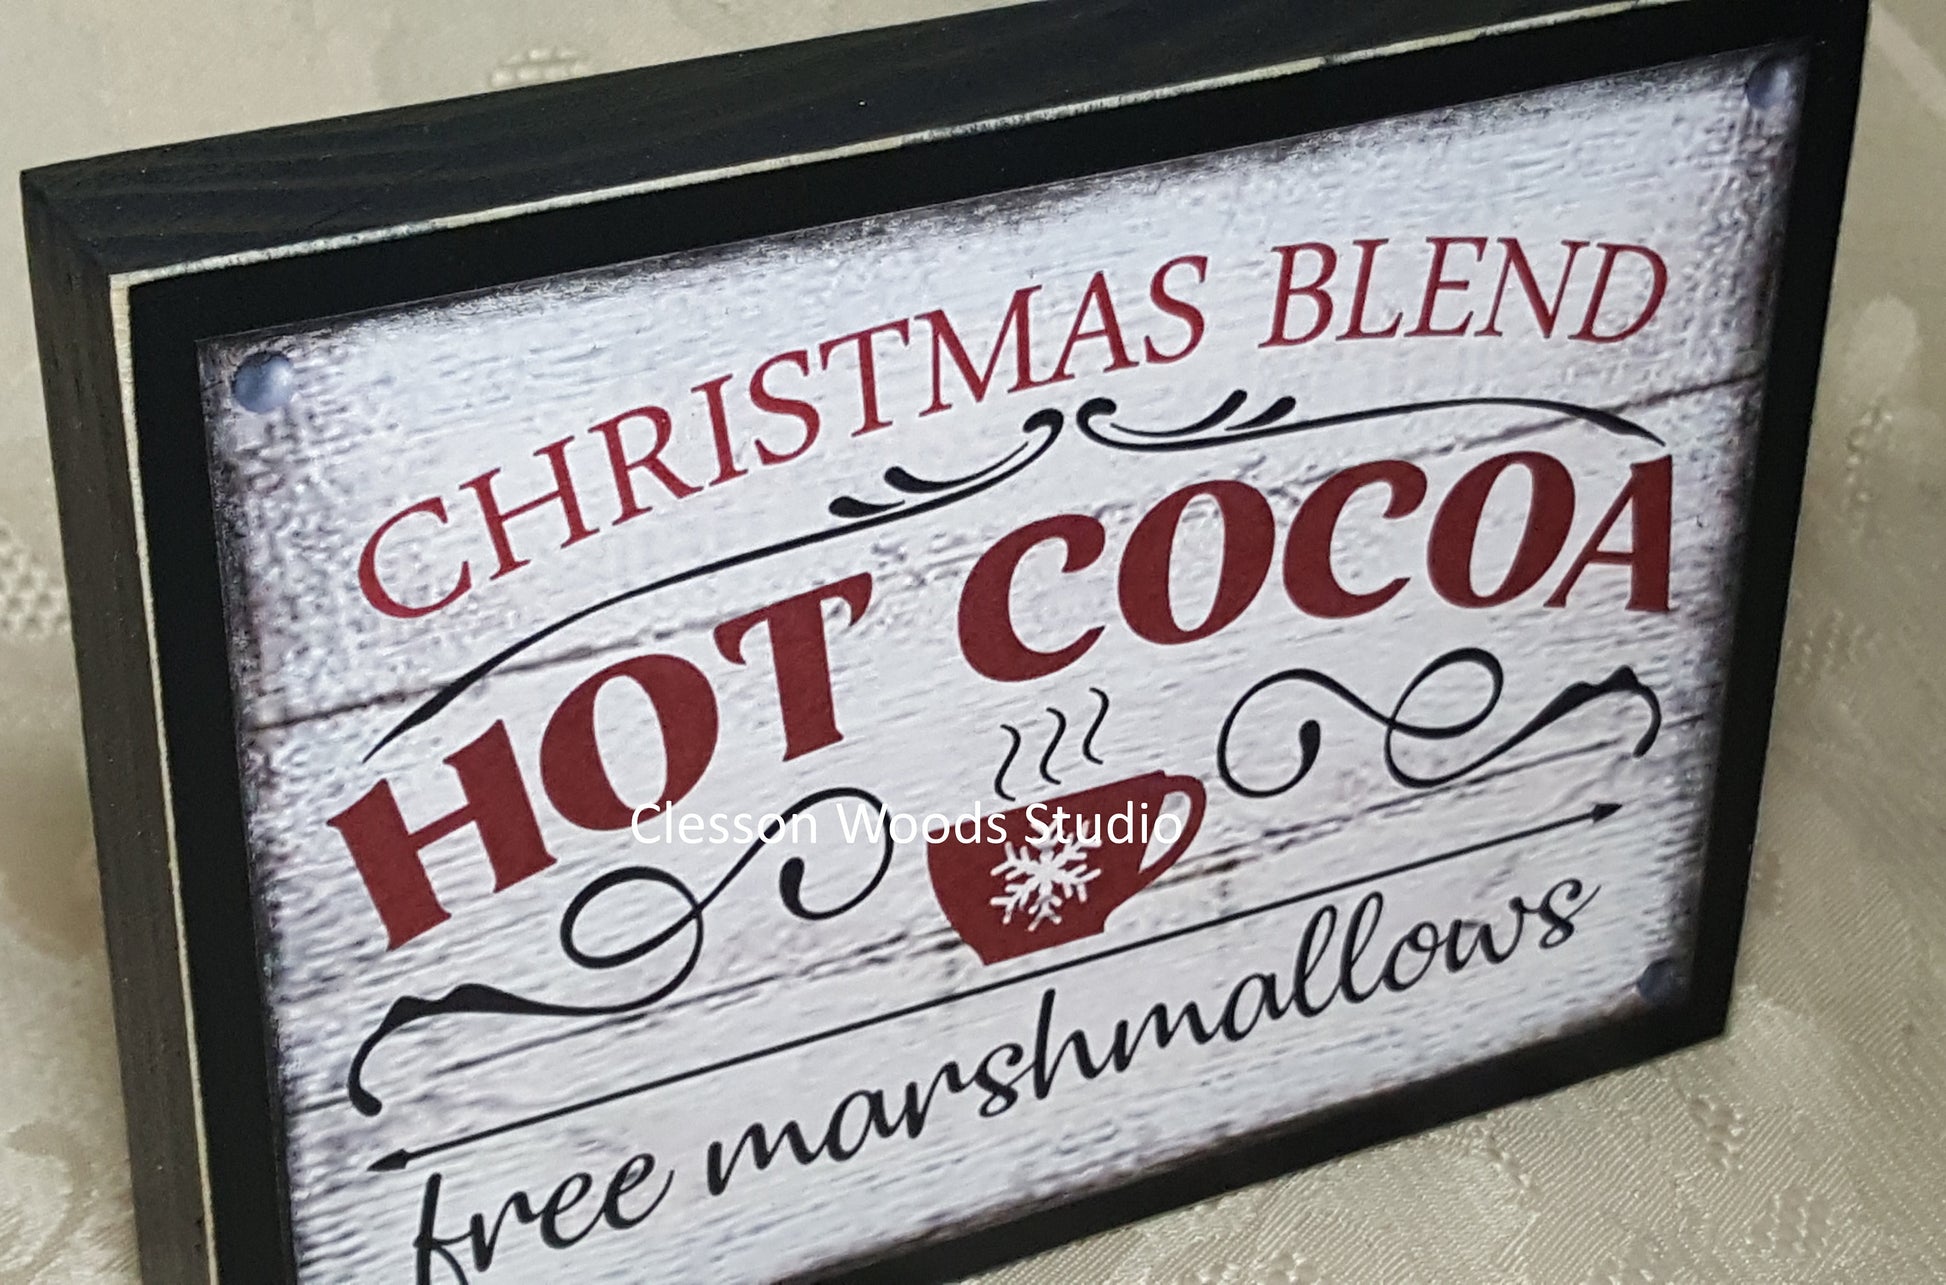 CHRISTMAS BLEND
HOT COCOA
Clesson Woods Studio
free marshmallows